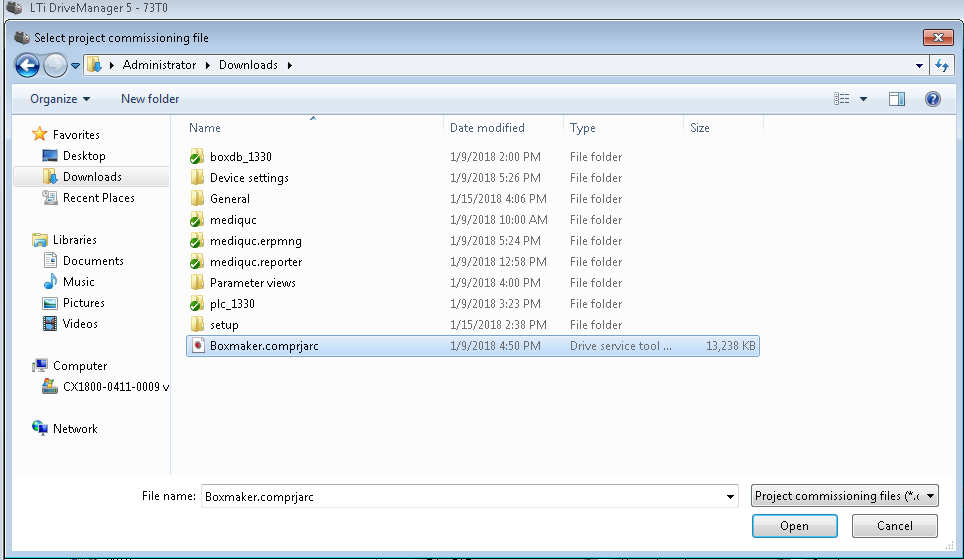 LTi DriveManager 5 - 73T0
Select project commissioning file
Administrator Downloads
Organize New folder
Name Date modified Type Size
Favorites
Desktop
Downloads
Recent Places
Libraries
Documents
Music
Pictures
Videos
Computer
CX1800-0411-0009 v
Network
boxdb_1330 1/9/2018 2:00 PM File folder
Device settings 1/9/2018 5:26 PM File folder
General 1/15/2018 4:06 PM File folder
mediquc 1/9/2018 10:00 AM File folder
mediquc.erpmng 1/9/2018 5:24 PM File folder
mediquc.reporter 1/9/2018 12:58 PM File folder
Parameter views 1/9/2018 4:00 PM File folder
plc_1330 1/9/2018 3:23 PM File folder
setup 1/15/2018 2:38 PM File folder
Boxmaker.comprjarc 1/9/2018 4:50 PM Drive service tool ... 13,238 KB
File name: Boxmaker.comprjarc Project commissioning files (*.c
Open Cancel